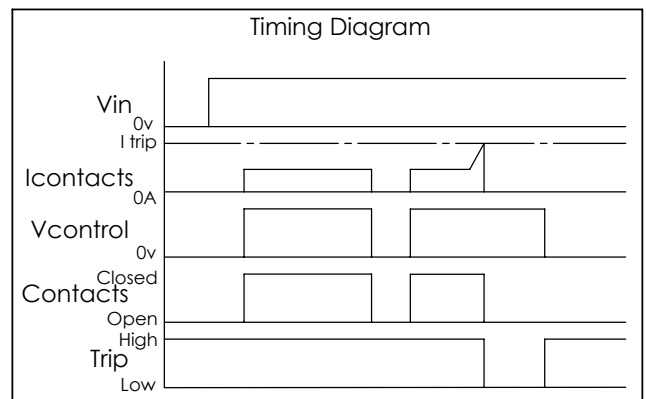 Timing Diagram
Vin
0v
I trip
Icontacts
0A
Vcontrol
0v
Closed
Contacts
Open
High
Trip
Low